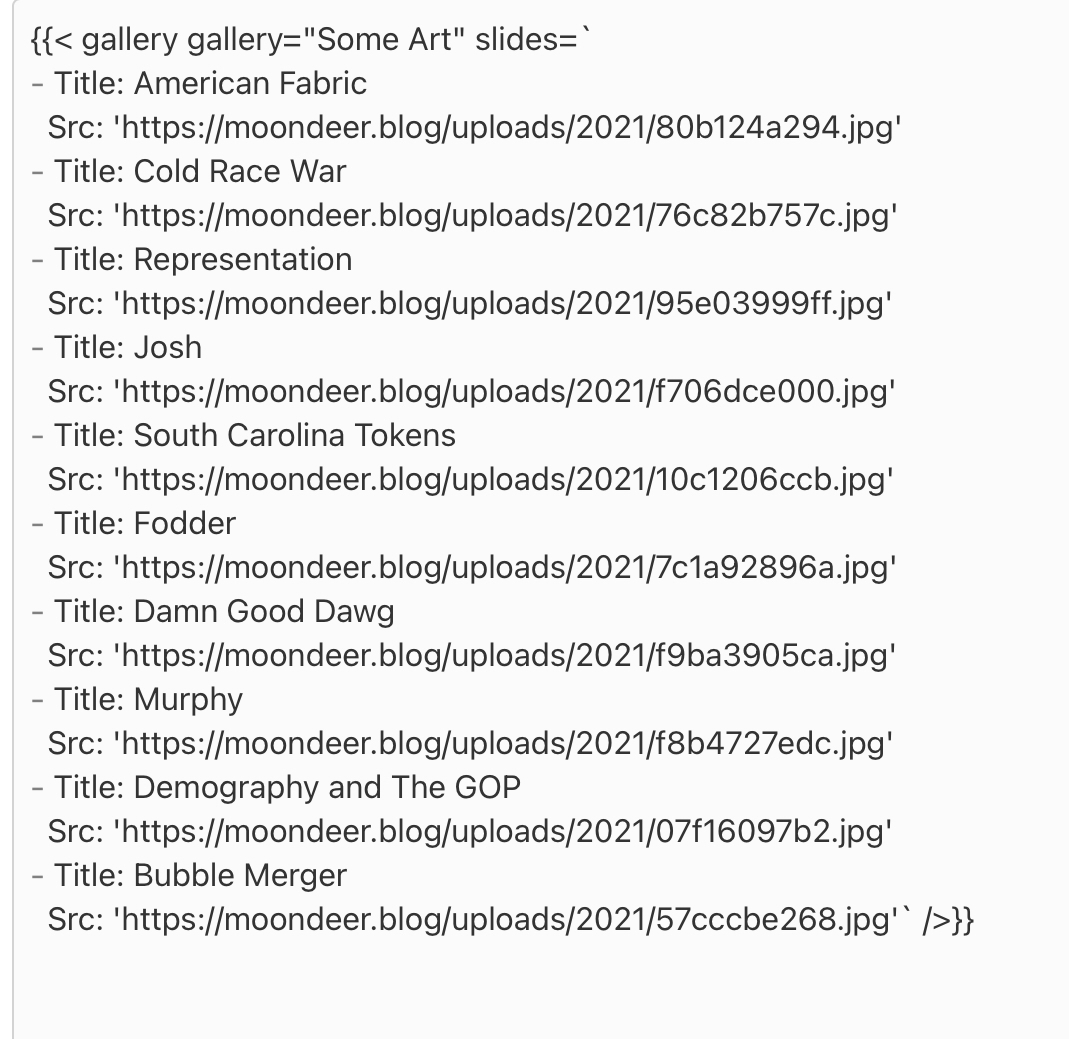 {{< gallery gallery="Some Art" slides=`
- Title: American Fabric
  Src: 'https://moondeer.blog/uploads/2021/80b124a294.jpg'
- Title: Cold Race War
  Src: 'https://moondeer.blog/uploads/2021/76c82b757c.jpg'
- Title: Representation
  Src: 'https://moondeer.blog/uploads/2021/95e03999ff.jpg'
- Title: Josh
  Src: 'https://moondeer.blog/uploads/2021/f706dce000.jpg'
- Title: South Carolina Tokens
  Src: 'https://moondeer.blog/uploads/2021/10c1206ccb.jpg'
- Title: Fodder
  Src: 'https://moondeer.blog/uploads/2021/7c1a92896a.jpg'
- Title: Damn Good Dawg
  Src: 'https://moondeer.blog/uploads/2021/f9ba3905ca.jpg'
- Title: Murphy
  Src: 'https://moondeer.blog/uploads/2021/f8b4727edc.jpg'
- Title: Demography and The GOP
  Src: 'https://moondeer.blog/uploads/2021/07f16097b2.jpg'
- Title: Bubble Merger
  Src: 'https://moondeer.blog/uploads/2021/57cccbe268.jpg'` />}}